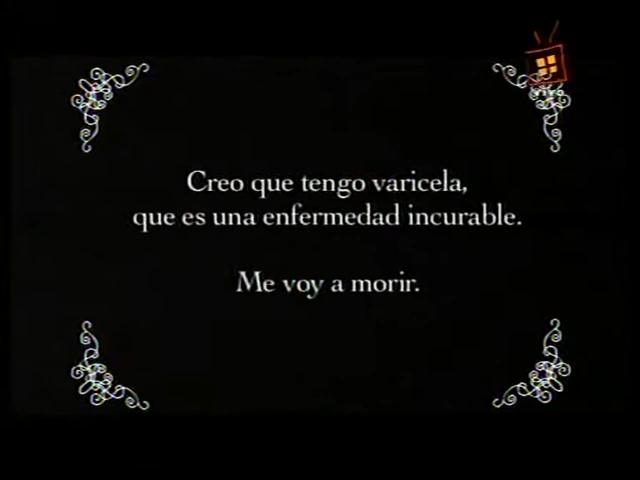 Creo que tengo varicela,
que es una enfermedad incurable.
Me voy a morir.